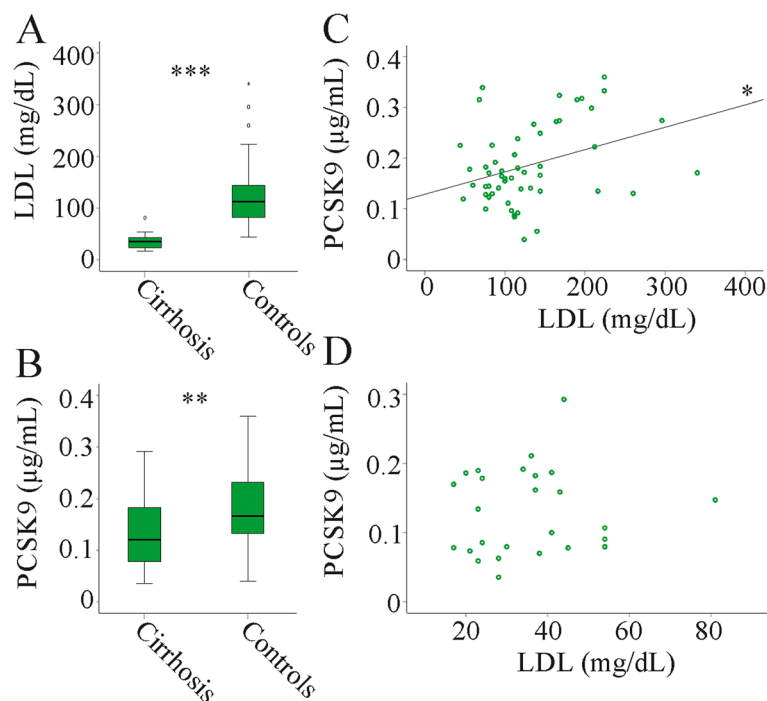 A
LDL (mg/dL)
400
300
200
100
0
***
Cirrhosis
Controls
C
PCSK9 (µg/mL)
0.4
0.3
0.2
0.1
0
*
0 100 200 300 400
LDL (mg/dL)
B
PCSK9 (µg/mL)
0.4
0.3
0.2
0.1
0
**
Cirrhosis
Controls
D
PCSK9 (µg/mL)
0.3
0.2
0.1
0
20 40 60 80
LDL (mg/dL)